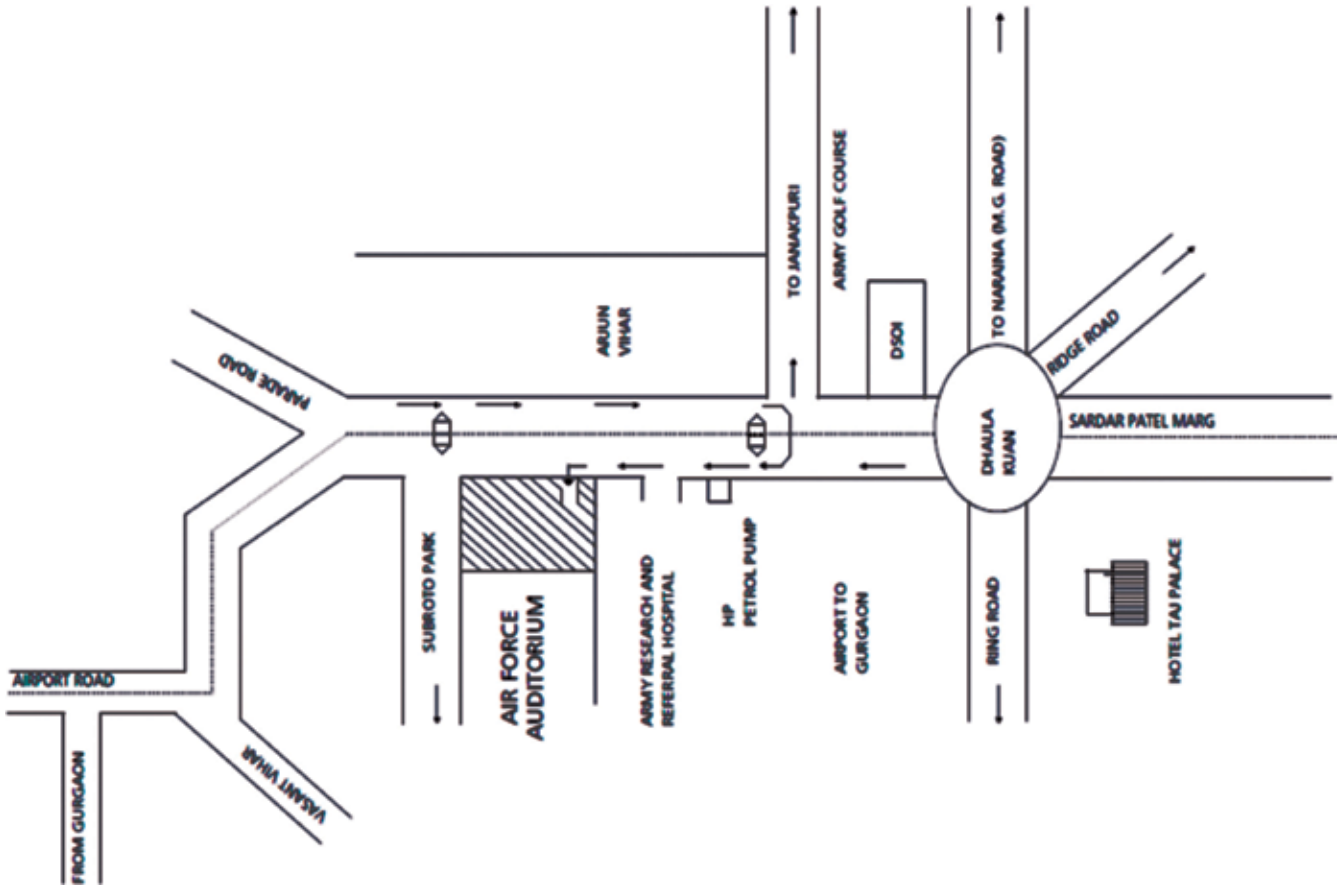 TO JANAKPURI
ARMY GOLF COURSE
TO NARAINA (M.G. ROAD)
RIDGE ROAD
ARJUN
VIHAR
DSOI
PARADE ROAD
DHAULA
KUAN
SARDAR PATEL MARG
SUBROTO PARK
AIR FORCE
AUDITORIUM
ARMY RESEARCH AND
REFERRAL HOSPITAL
HP
PETROL PUMP
AIRPORT TO
GURGAON
RING ROAD
HOTEL TAJ PALACE
AIRPORT ROAD
VASANT VIHAR
FROM GURGAON